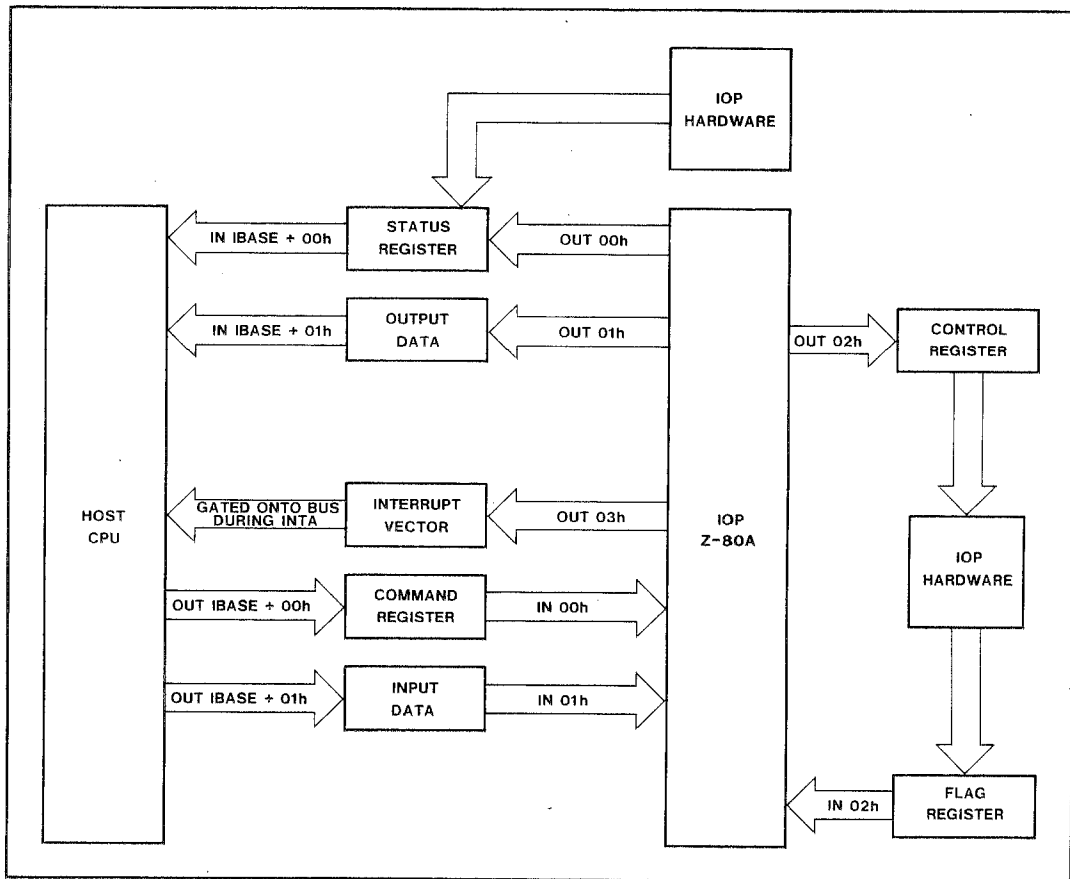 IOP
HARDWARE
STATUS
REGISTER
IN IBASE + 00h
OUT 00h
OUTPUT
DATA
IN IBASE + 01h
OUT 01h
OUT 02h
CONTROL
REGISTER
HOST
CPU
GATED ONTO BUS
DURING INTA
INTERRUPT
VECTOR
OUT 03h
IOP
Z-80A
IOP
HARDWARE
OUT IBASE + 00h
COMMAND
REGISTER
IN 00h
OUT IBASE + 01h
INPUT
DATA
IN 01h
IN 02h
FLAG
REGISTER